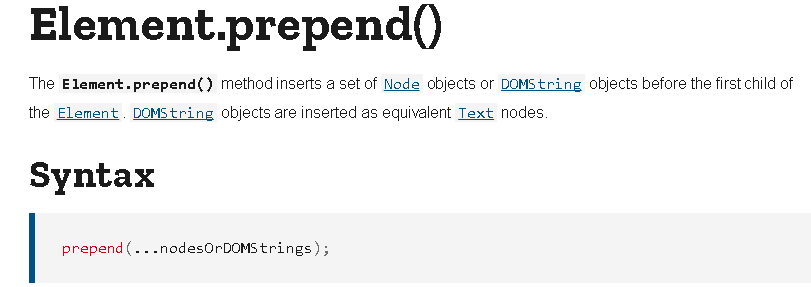 Element.prepend()
The Element.prepend() method inserts a set of Node objects or DOMString objects before the first child of
the Element. DOMString objects are inserted as equivalent Text nodes.
Syntax
prepend(...nodesOrDOMStrings);